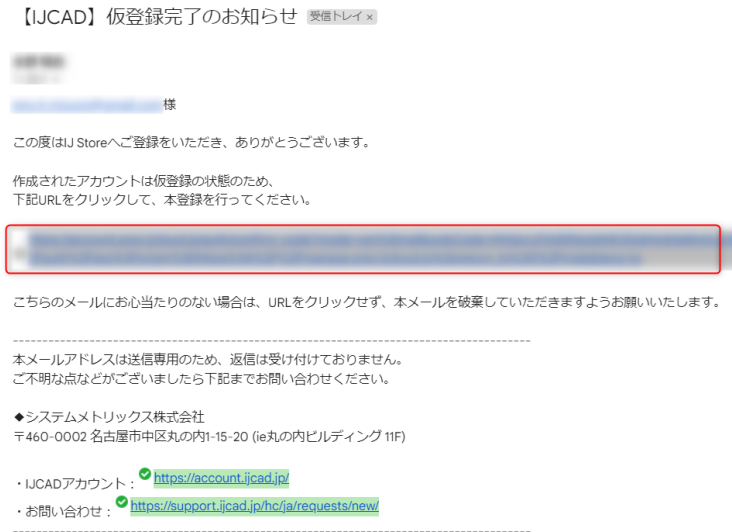 【IJCAD】仮登録完了のお知らせ 受信トレイ ×
様
この度はIJ Storeへご登録をいただき、ありがとうございます。
作成されたアカウントは仮登録の状態のため、
下記URLをクリックして、本登録を行ってください。
こちらのメールにお心当たりのない場合は、URLをクリックせず、本メールを破棄していただきますようお願いいたします。
--------------------------------------------------------------------------------
本メールアドレスは送信専用のため、返信は受け付けておりません。
ご不明な点などがございましたら下記までお問い合わせください。
◆システムメトリックス株式会社
〒460-0002 名古屋市中区丸の内1-15-20 (ie丸の内ビルディング 11F)
・IJCADアカウント： https://account.ijcad.jp/
・お問い合わせ： https://support.ijcad.jp/hc/ja/requests/new/
--------------------------------------------------------------------------------